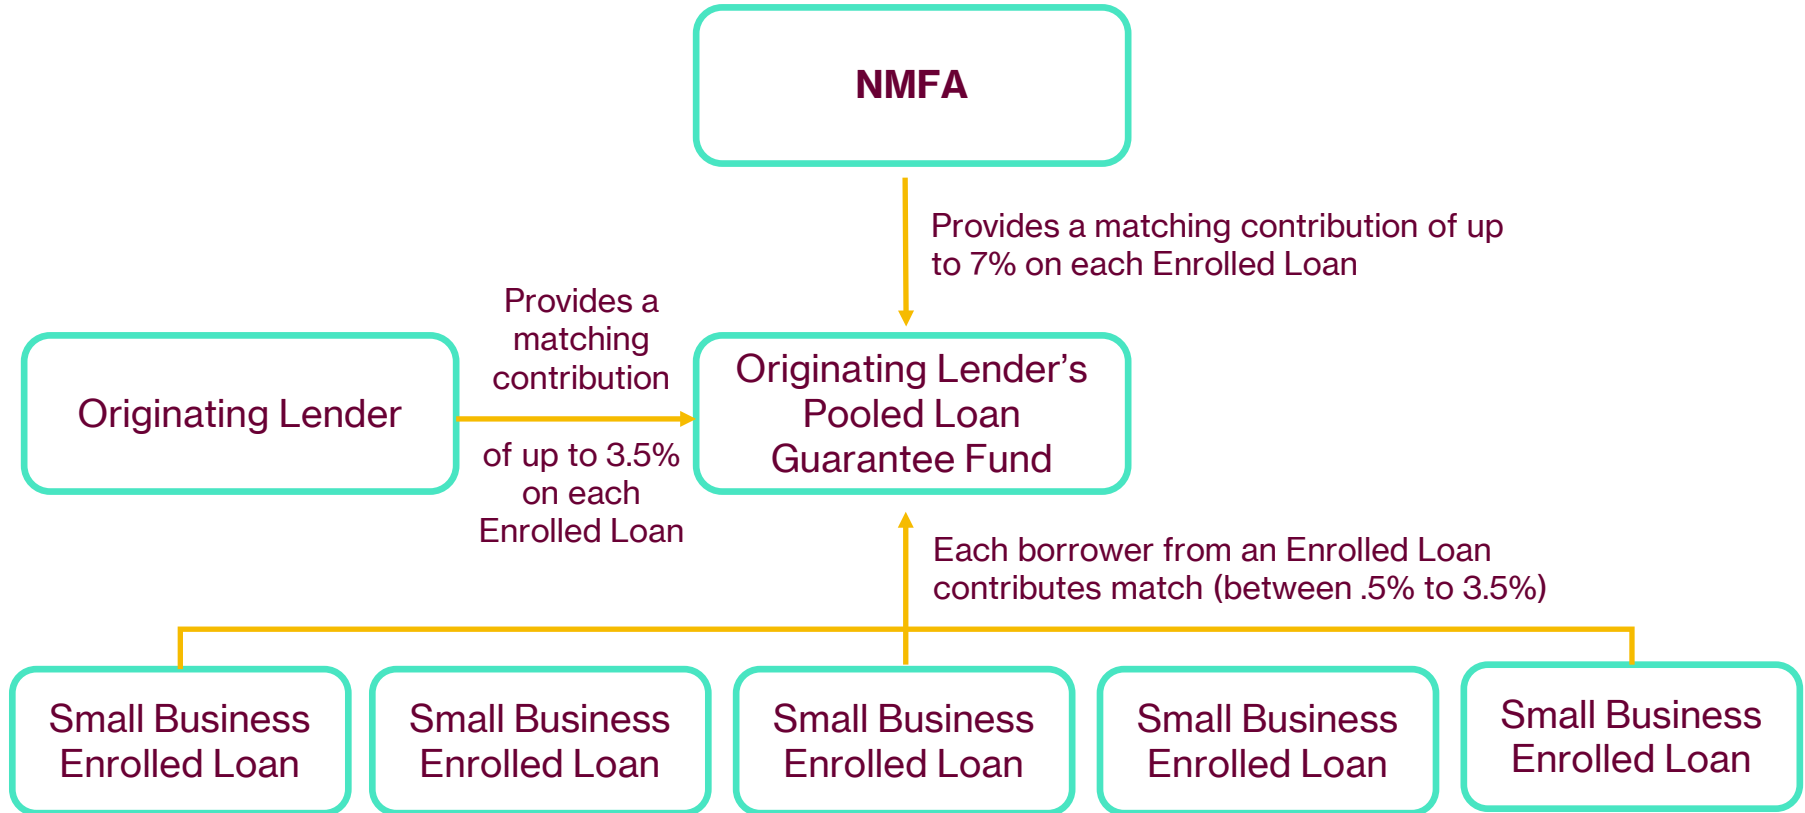 NMFA
Provides a matching contribution of up
to 7% on each Enrolled Loan
Provides a
matching
contribution
of up to 3.5%
on each
Enrolled Loan
Originating Lender
Originating Lender’s
Pooled Loan
Guarantee Fund
Each borrower from an Enrolled Loan
contributes match (between .5% to 3.5%)
Small Business
Enrolled Loan
Small Business
Enrolled Loan
Small Business
Enrolled Loan
Small Business
Enrolled Loan
Small Business
Enrolled Loan